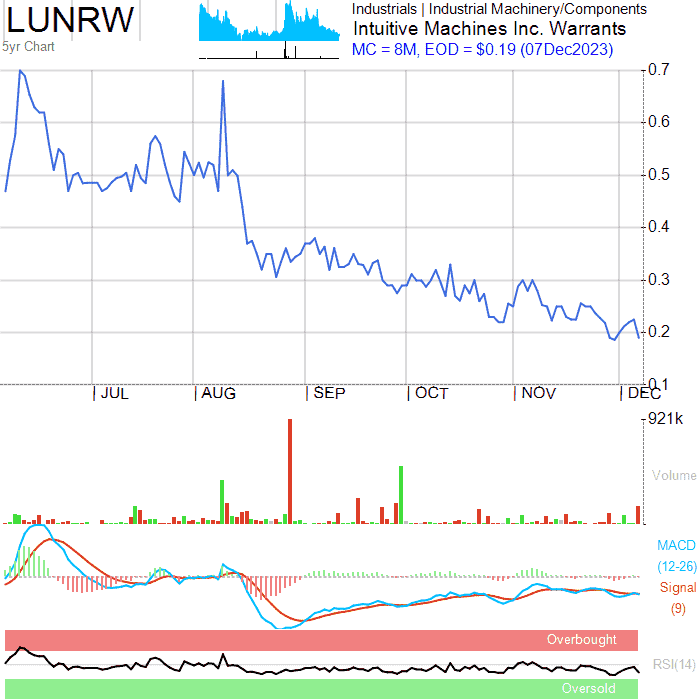 LUNRW
5yr Chart
Industrials | Industrial Machinery/Components
Intuitive Machines Inc. Warrants
MC = 8M, EOD = $0.19 (07Dec2023)
0.7
0.6
0.5
0.4
0.3
0.2
0.1
JUL
AUG
SEP
OCT
NOV
DEC
921k
Volume
MACD
(12-26)
Signal
(9)
Overbought
RSI(14)
Oversold